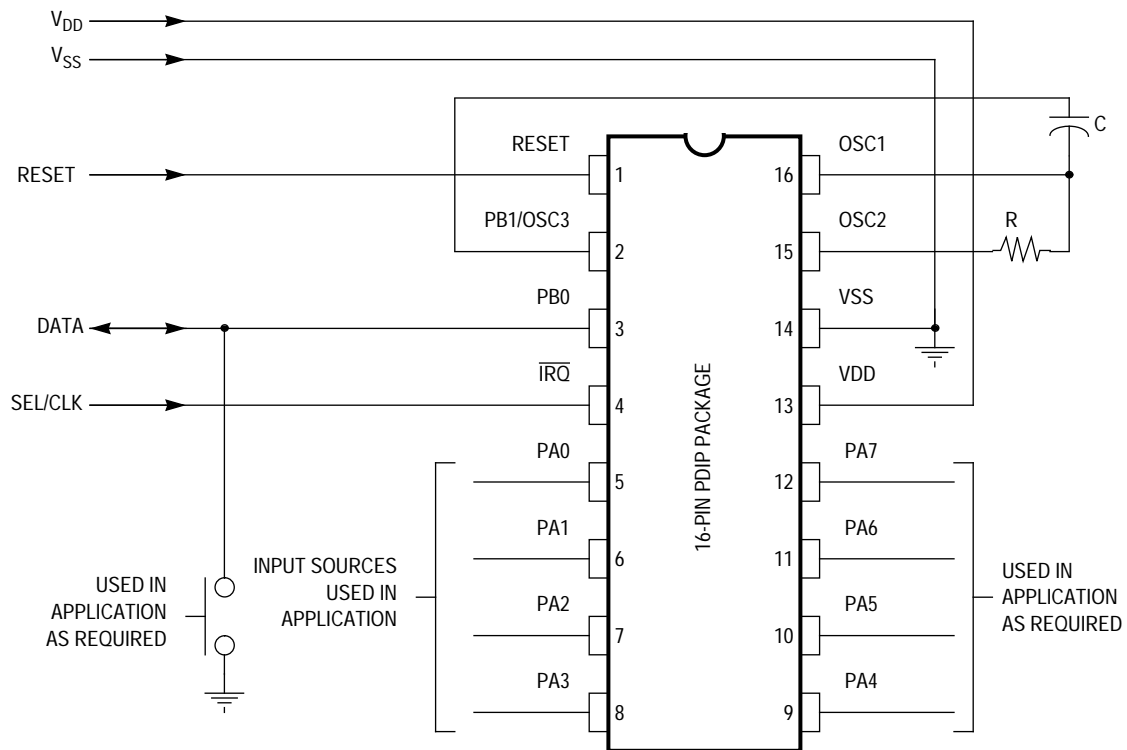 V_DD
V_SS
C
RESET
OSC1
RESET
1
16
PB1/OSC3
OSC2
R
2
15
PB0
VSS
DATA
3
14
IRQ
VDD
SEL/CLK
4
13
PA0
PA7
5
12
PA1
PA6
6
11
INPUT SOURCES
USED IN
APPLICATION
USED IN
APPLICATION
AS REQUIRED
USED IN
APPLICATION
AS REQUIRED
PA2
PA5
7
10
PA3
PA4
8
9
16-PIN PDIP PACKAGE